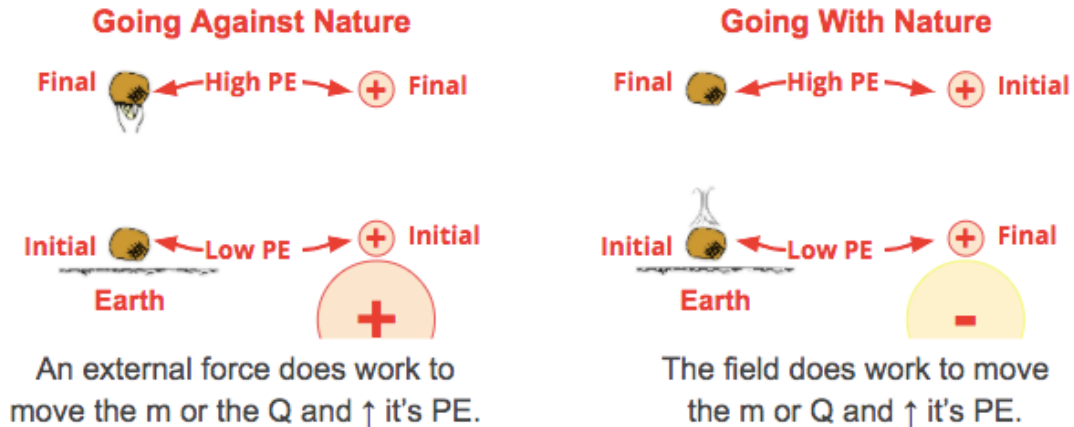 Going Against Nature
Final High PE + Final
Initial Low PE + Initial
Earth
+
An external force does work to
move the m or the Q and ↑ it's PE.
Going With Nature
Final High PE + Initial
Initial Low PE + Final
Earth
-
The field does work to move
the m or Q and ↑ it's PE.